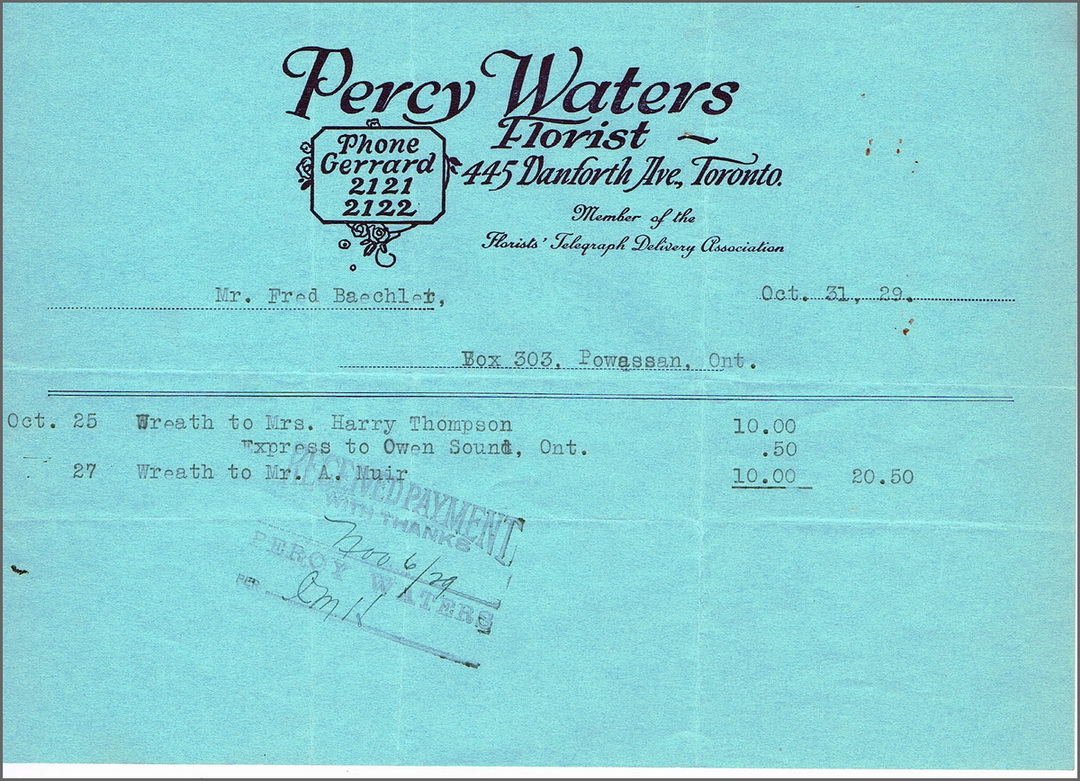 Percy Waters
Florist ~
Phone
Gerrard
2121
2122
445 Danforth Ave., Toronto.
Member of the
Florists' Telegraph Delivery Association
Mr. Fred Baechler, Oct. 31, 29.
Box 303, Powassan, Ont.
Oct. 25 Wreath to Mrs. Harry Thompson 10.00
Express to Owen Sound, Ont. .50
27 Wreath to Mr. A. Muir 10.00 20.50
RECEIVED PAYMENT
WITH THANKS
Nov 6/29
PERCY WATERS
PER